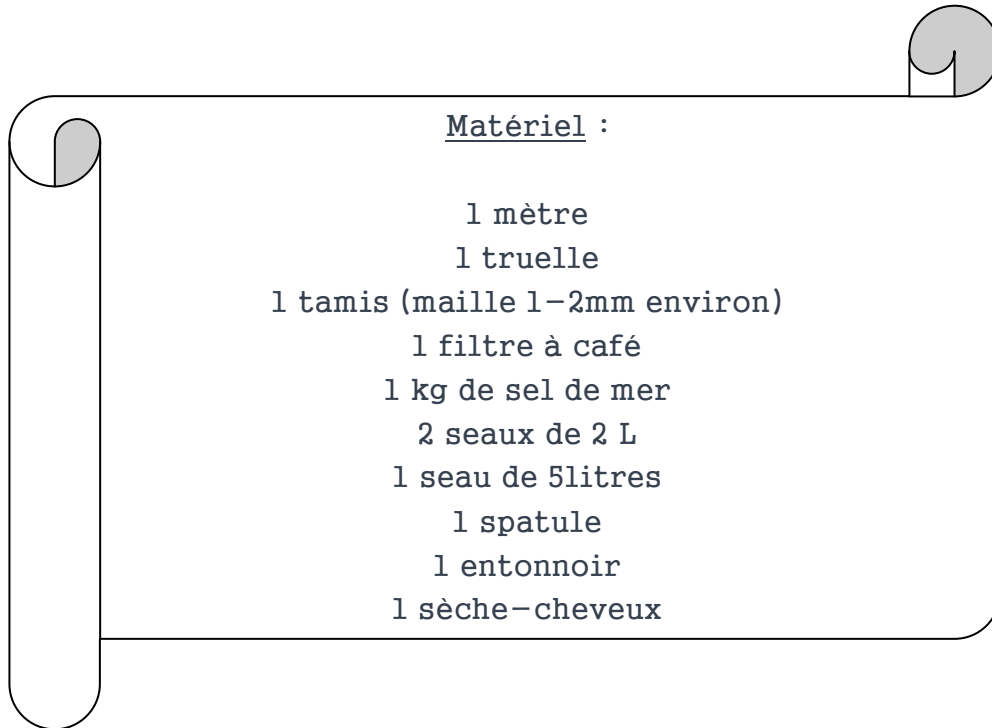 Matériel :
1 mètre
1 truelle
1 tamis (maille 1-2mm environ)
1 filtre à café
1 kg de sel de mer
2 seaux de 2 L
1 seau de 5litres
1 spatule
1 entonnoir
1 sèche-cheveux